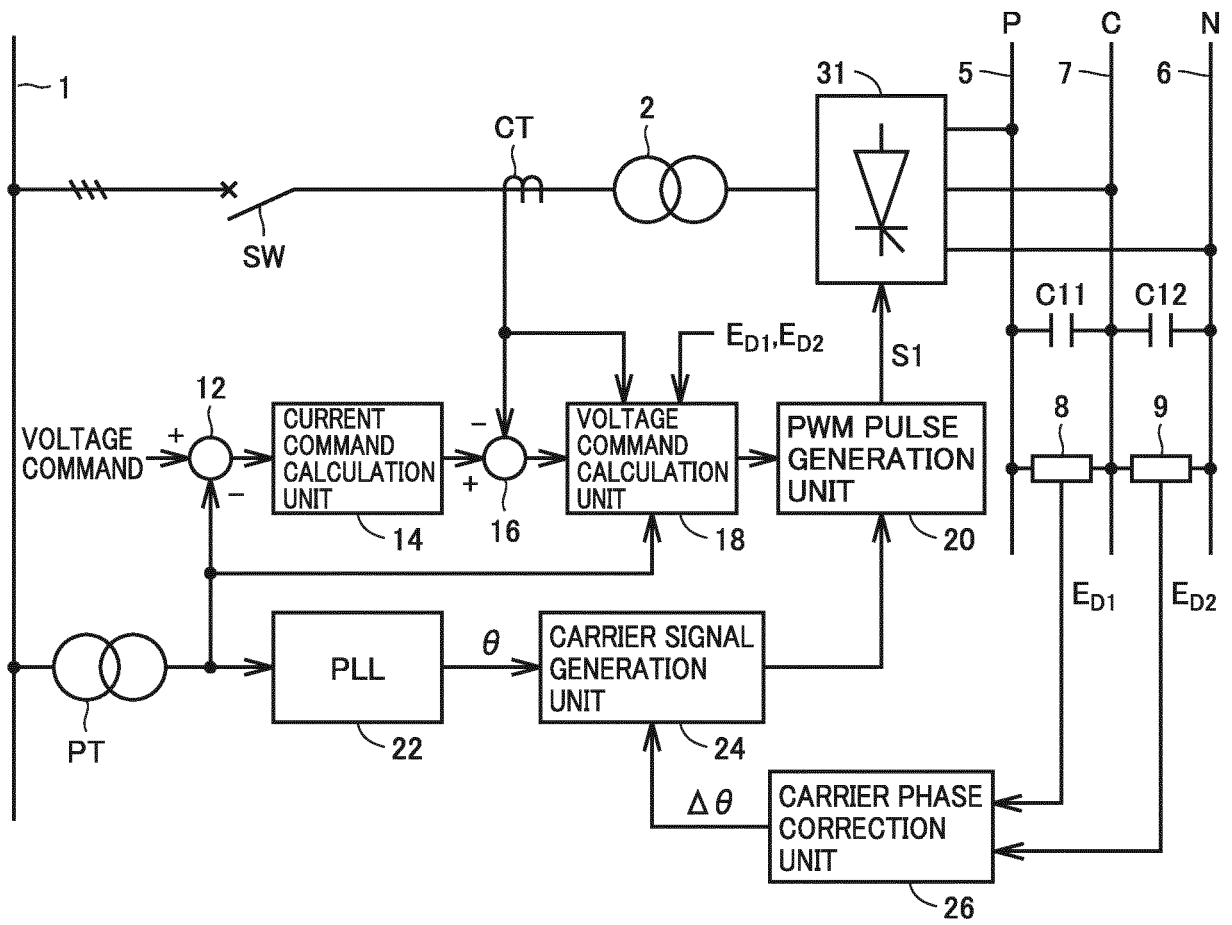 P C N
1 5 7 6
31
CT 2
SW
C11 C12
E_D1,E_D2
S1
12 8 9
VOLTAGE
COMMAND
+
−
CURRENT
COMMAND
CALCULATION
UNIT
−
+
VOLTAGE
COMMAND
CALCULATION
UNIT
PWM PULSE
GENERATION
UNIT
14 16 18 20
E_D1 E_D2
PLL
θ
CARRIER SIGNAL
GENERATION
UNIT
PT 22 24
Δθ
CARRIER PHASE
CORRECTION
UNIT
26